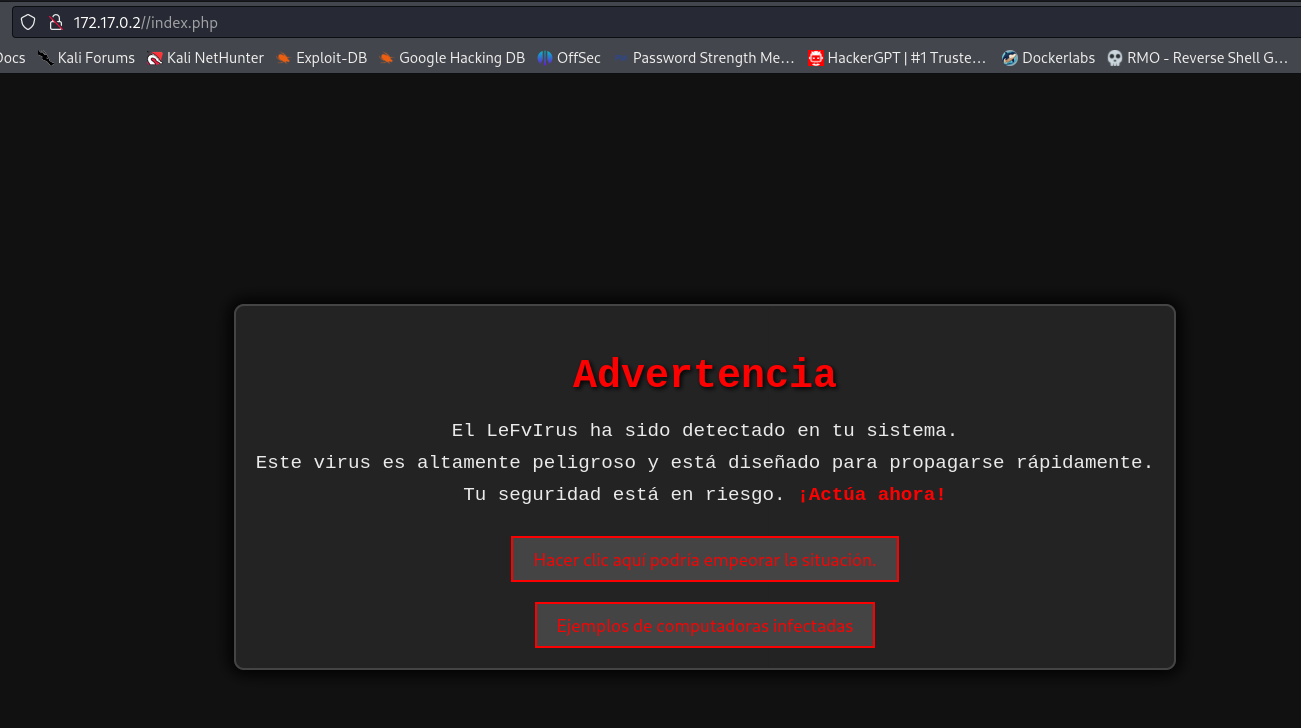 172.17.0.2//index.php
Docs Kali Forums Kali NetHunter Exploit-DB Google Hacking DB OffSec Password Strength Me… HackerGPT | #1 Truste… Dockerlabs RMO - Reverse Shell G…
Advertencia
El LeFvIrus ha sido detectado en tu sistema.
Este virus es altamente peligroso y está diseñado para propagarse rápidamente.
Tu seguridad está en riesgo. ¡Actúa ahora!
Hacer clic aquí podría empeorar la situación.
Ejemplos de computadoras infectadas